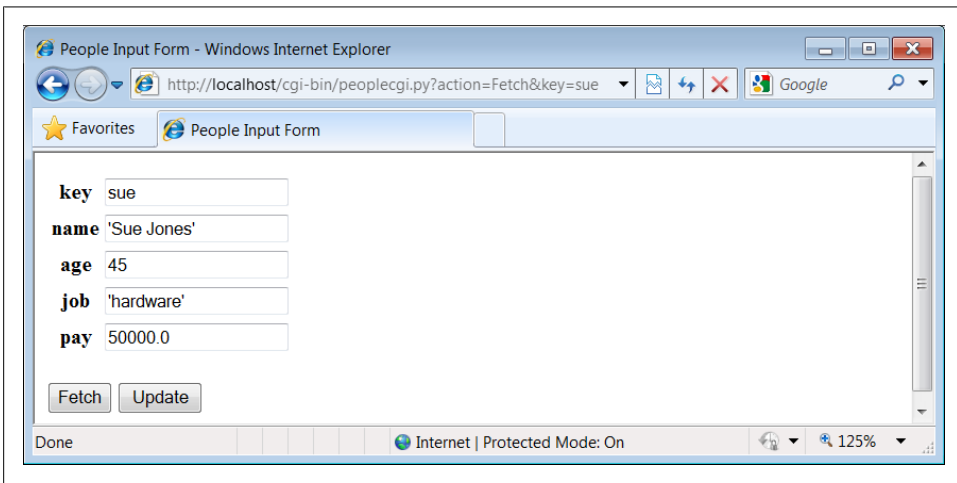 People Input Form - Windows Internet Explorer
http://localhost/cgi-bin/peoplecgi.py?action=Fetch&key=sue
Google
Favorites
People Input Form
key sue
name 'Sue Jones'
age 45
job 'hardware'
pay 50000.0
Fetch Update
Done
Internet | Protected Mode: On
125%